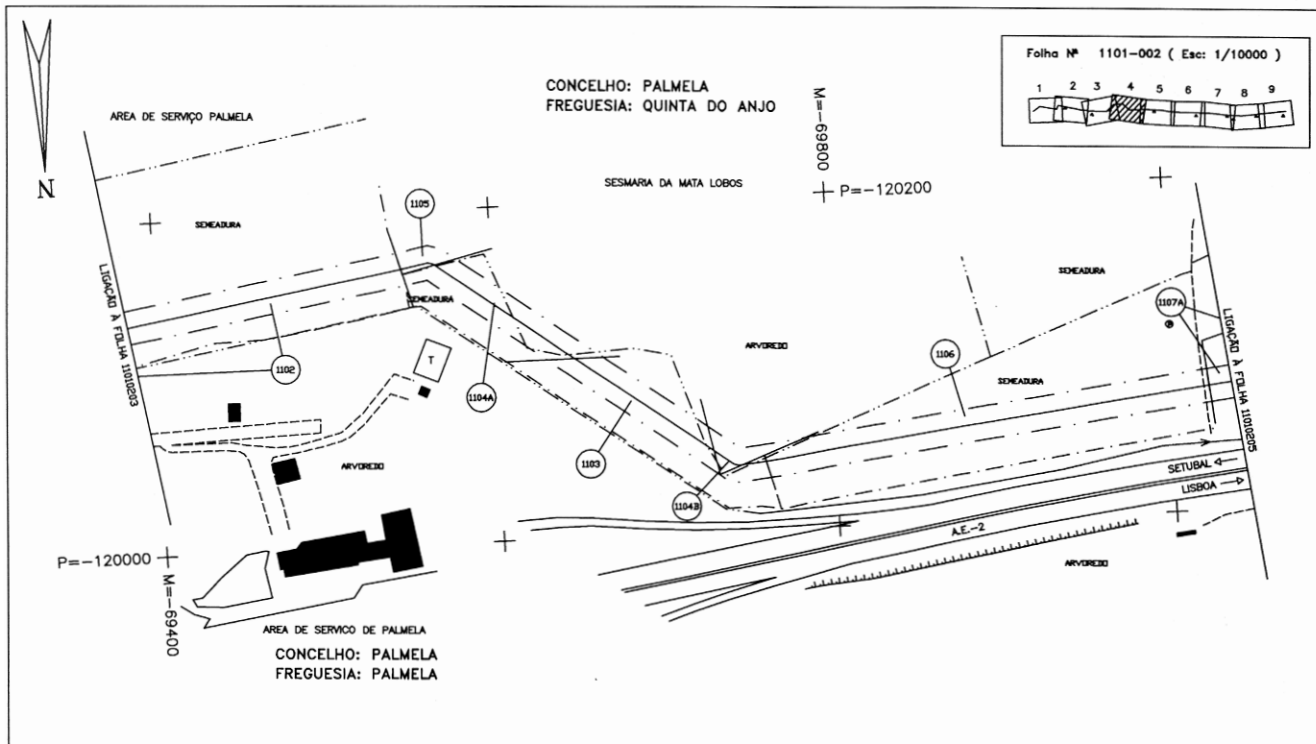 Folha Nº 1101-002 ( Esc: 1/10000 )
1 2 3 4 5 6 7 8 9
CONCELHO: PALMELA
FREGUESIA: QUINTA DO ANJO
AREA DE SERVIÇO PALMELA
N
M=-69800
P=-120200
SESMARIA DA MATA LOBOS
1105
SEMEADURA
SEMEADURA
SEMEADURA
LIGAÇÃO À FOLHA 11010203
LIGAÇÃO À FOLHA 11010205
1107A
R
1102
T
1104A
ARVOREDO
1106
SEMEADURA
1103
ARVOREDO
1104B
SETUBAL
LISBOA
A.E.-2
ARVOREDO
P=-120000
M=-69400
AREA DE SERVICO DE PALMELA
CONCELHO: PALMELA
FREGUESIA: PALMELA